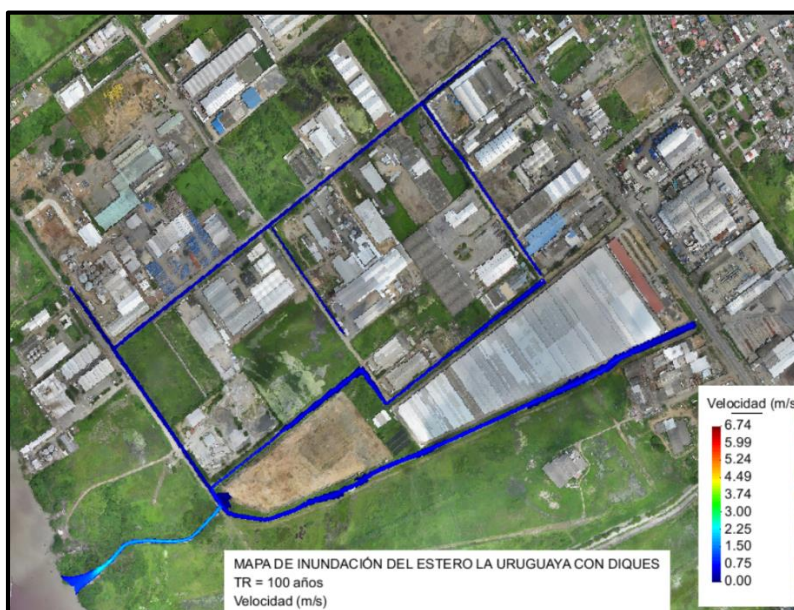 Velocidad (m/s)
6.74
5.99
5.24
4.49
3.74
3.00
2.25
1.50
0.75
0.00
MAPA DE INUNDACIÓN DEL ESTERO LA URUGUAYA CON DIQUES
TR = 100 años
Velocidad (m/s)